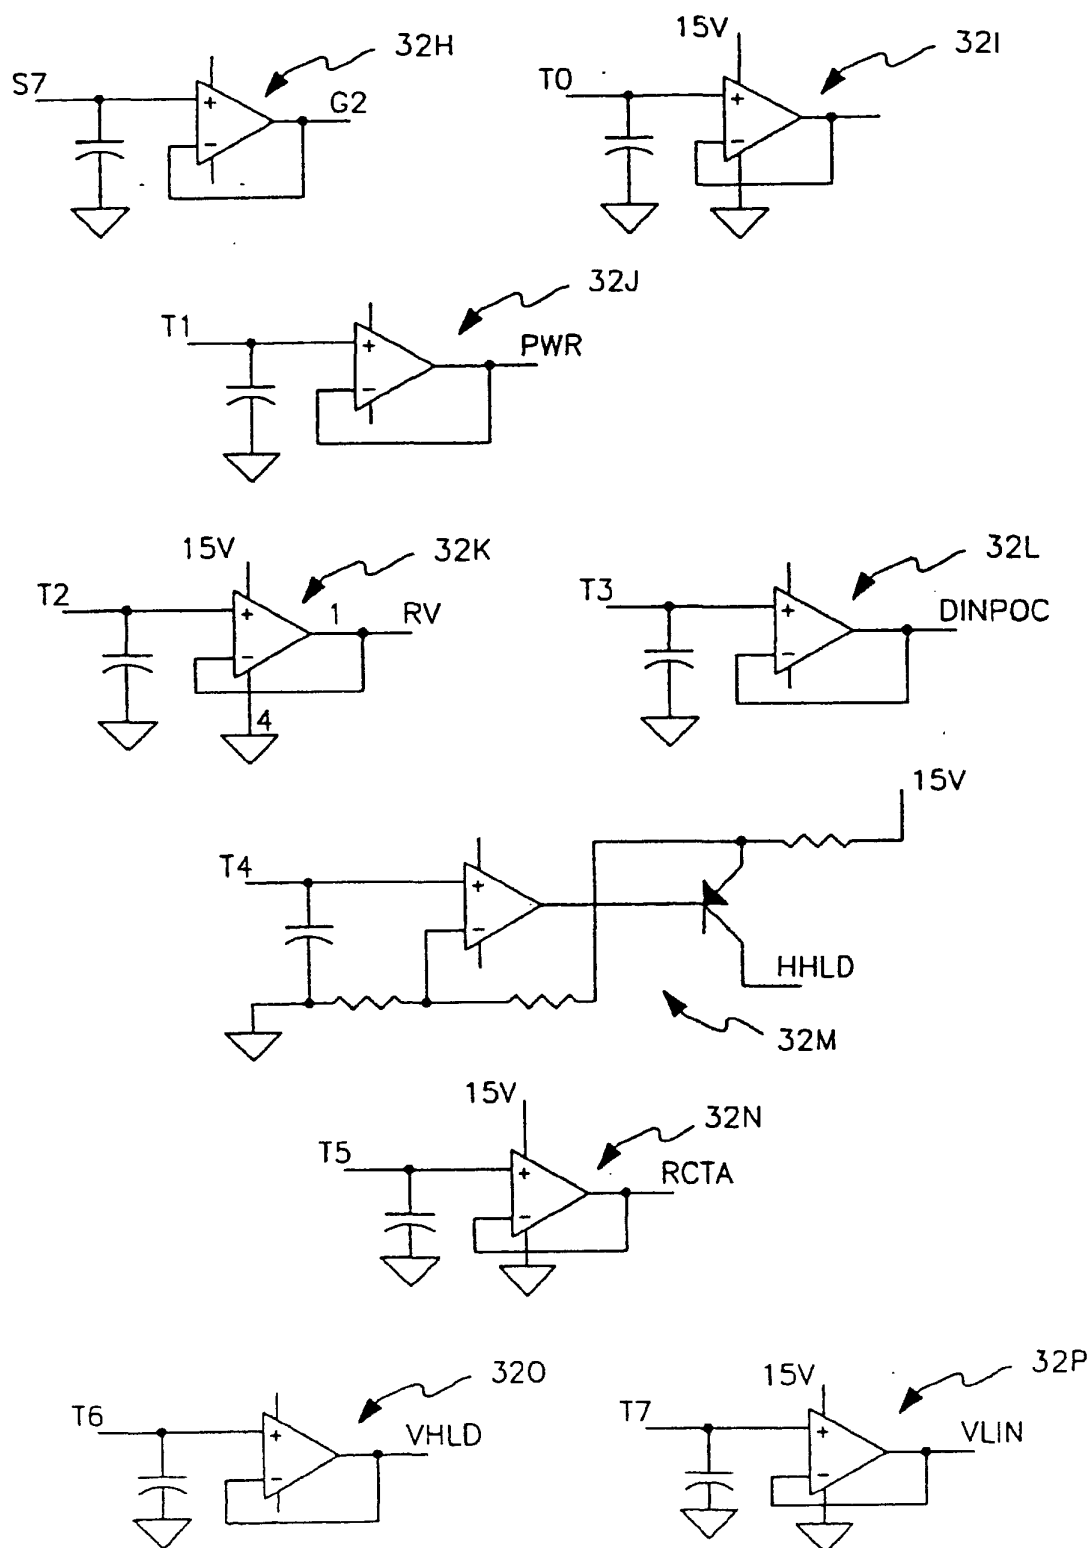 S7
32H
G2
15V
T0
32I
T1
32J
PWR
15V
32K
T2
1
RV
4
T3
32L
DINPOC
15V
T4
HHLD
32M
15V
32N
T5
RCTA
T6
32O
VHLD
15V
32P
T7
VLIN